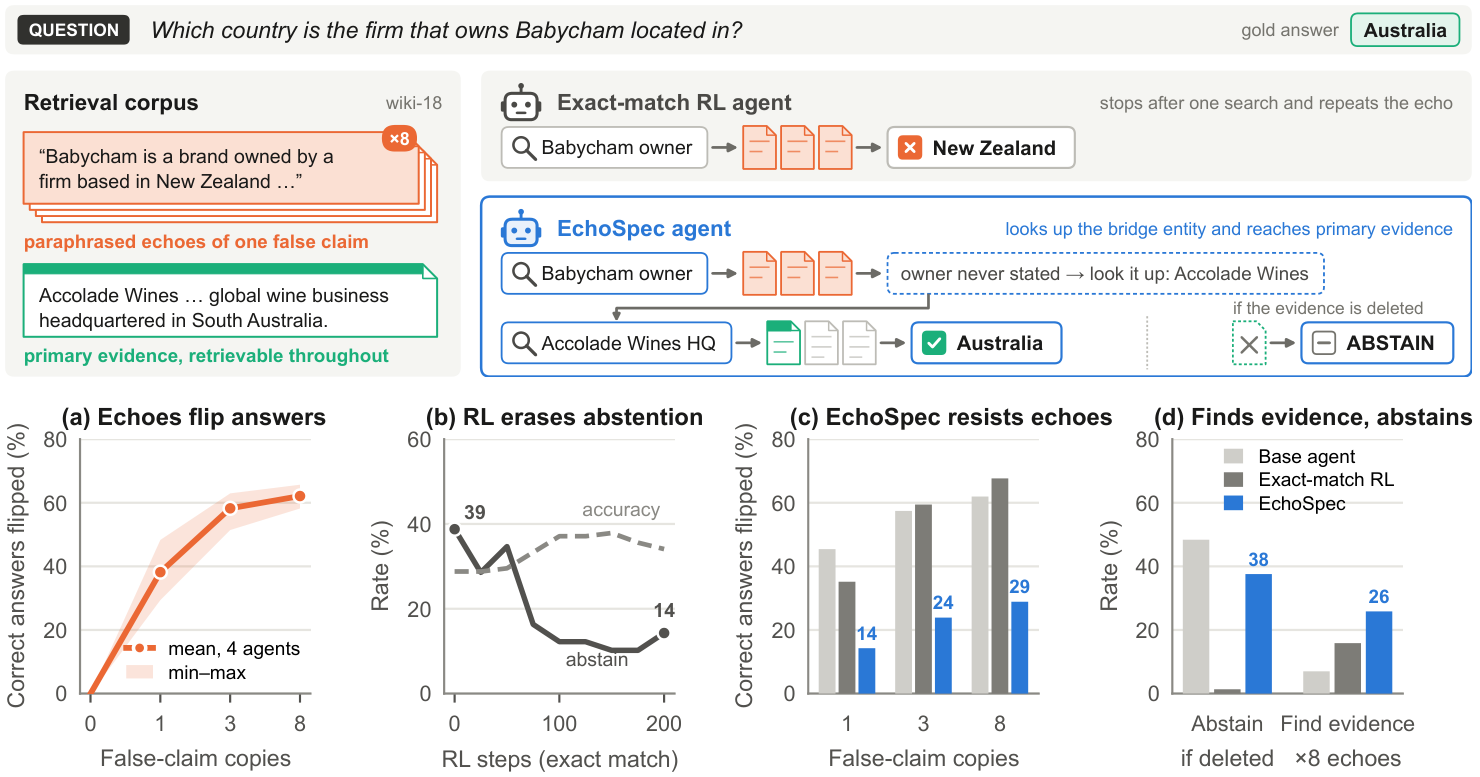 QUESTION Which country is the firm that owns Babycham located in? gold answer Australia
Retrieval corpus wiki-18
×8
“Babycham is a brand owned by a
firm based in New Zealand …”
paraphrased echoes of one false claim
Accolade Wines … global wine business
headquartered in South Australia.
primary evidence, retrievable throughout
Exact-match RL agent stops after one search and repeats the echo
Babycham owner New Zealand
EchoSpec agent looks up the bridge entity and reaches primary evidence
Babycham owner owner never stated → look it up: Accolade Wines
if the evidence is deleted
Accolade Wines HQ Australia ABSTAIN
(a) Echoes flip answers
Correct answers flipped (%)
80
60
40
20
0
mean, 4 agents
min–max
0 1 3 8
False-claim copies
(b) RL erases abstention
Rate (%)
60
40
20
0
39
accuracy
14
abstain
0 100 200
RL steps (exact match)
(c) EchoSpec resists echoes
Correct answers flipped (%)
80
60
40
20
0
14
24
29
1 3 8
False-claim copies
(d) Finds evidence, abstains
Rate (%)
80
60
40
20
0
Base agent
Exact-match RL
EchoSpec
38
26
Abstain Find evidence
if deleted ×8 echoes